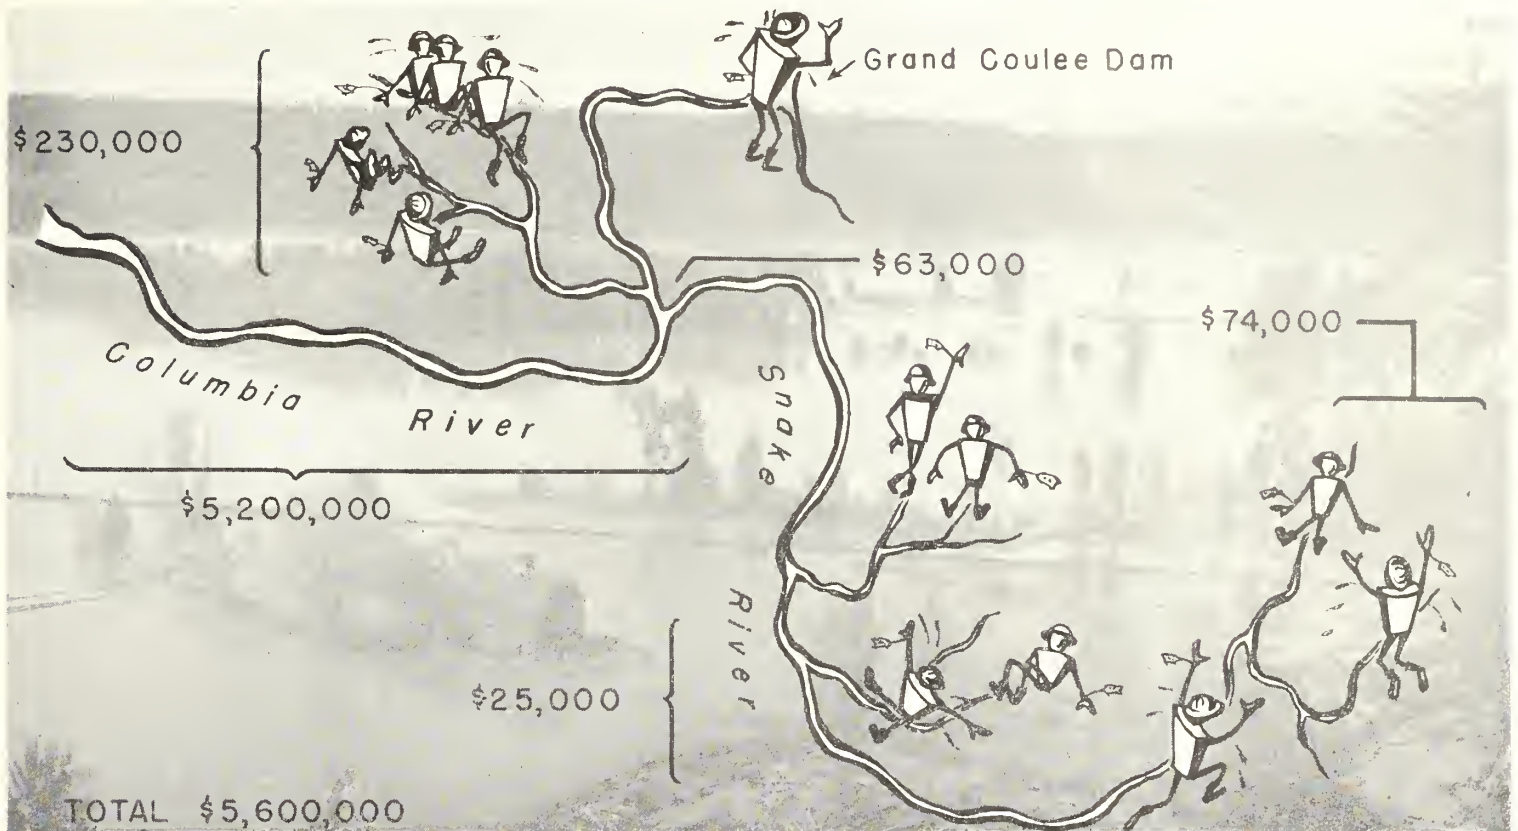 Grand Coulee Dam
$230,000
$63,000
$74,000
Columbia River
Snake River
$5,200,000
$25,000
TOTAL $5,600,000